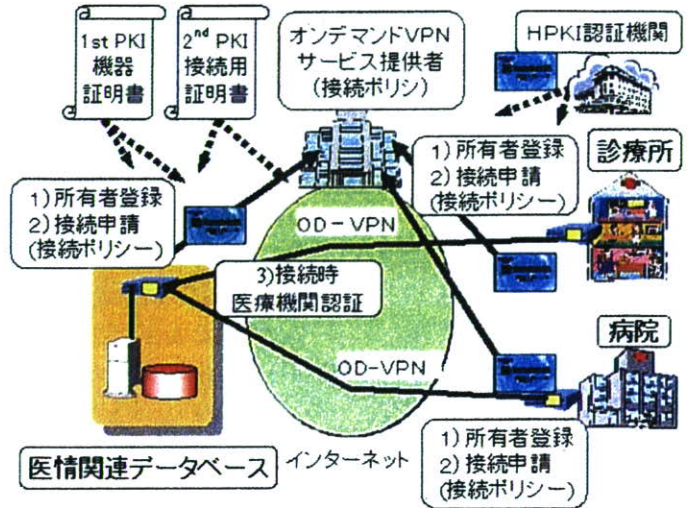 1st PKI
機器
証明書
2nd PKI
接続用
証明書
オンデマンドVPN
サービス提供者
(接続ポリシ)
HPKI認証機関
1)所有者登録
2)接続申請
(接続ポリシー)
1)所有者登録
2)接続申請
(接続ポリシー)
診療所
OD-VPN
3)接続時
医療機関認証
病院
OD-VPN
1)所有者登録
2)接続申請
(接続ポリシー)
医情関連データベース
インターネット